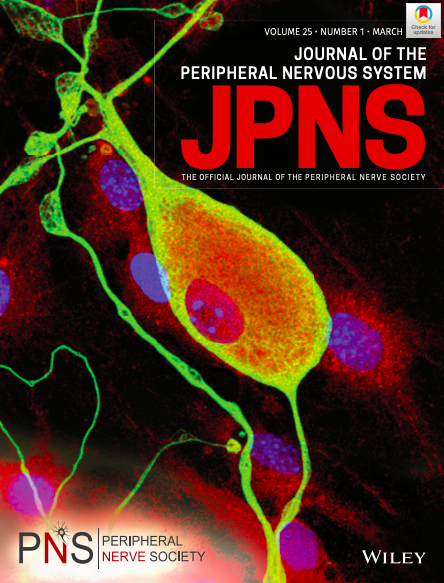 Check for
updates
VOLUME 25 · NUMBER 1 · MARCH
JOURNAL OF THE
PERIPHERAL NERVOUS SYSTEM
JPNS
THE OFFICIAL JOURNAL OF THE PERIPHERAL NERVE SOCIETY
PNS
PERIPHERAL
NERVE SOCIETY
WILEY